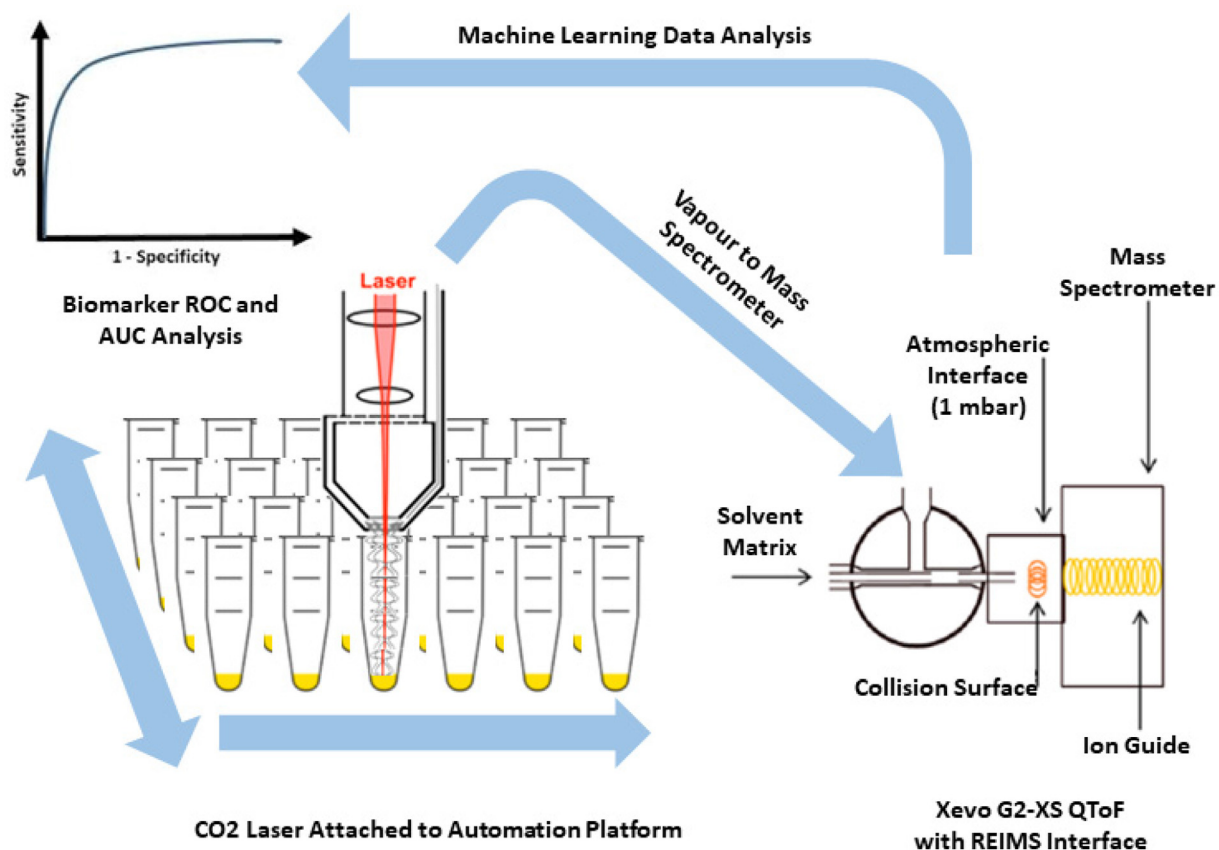 Machine Learning Data Analysis
Sensitivity
1 - Specificity
Biomarker ROC and
AUC Analysis
Laser
Vapour to Mass
Spectrometer
Mass
Spectrometer
Atmospheric
Interface
(1 mbar)
Solvent
Matrix
Collision Surface
Ion Guide
CO2 Laser Attached to Automation Platform
Xevo G2-XS QToF
with REIMS Interface